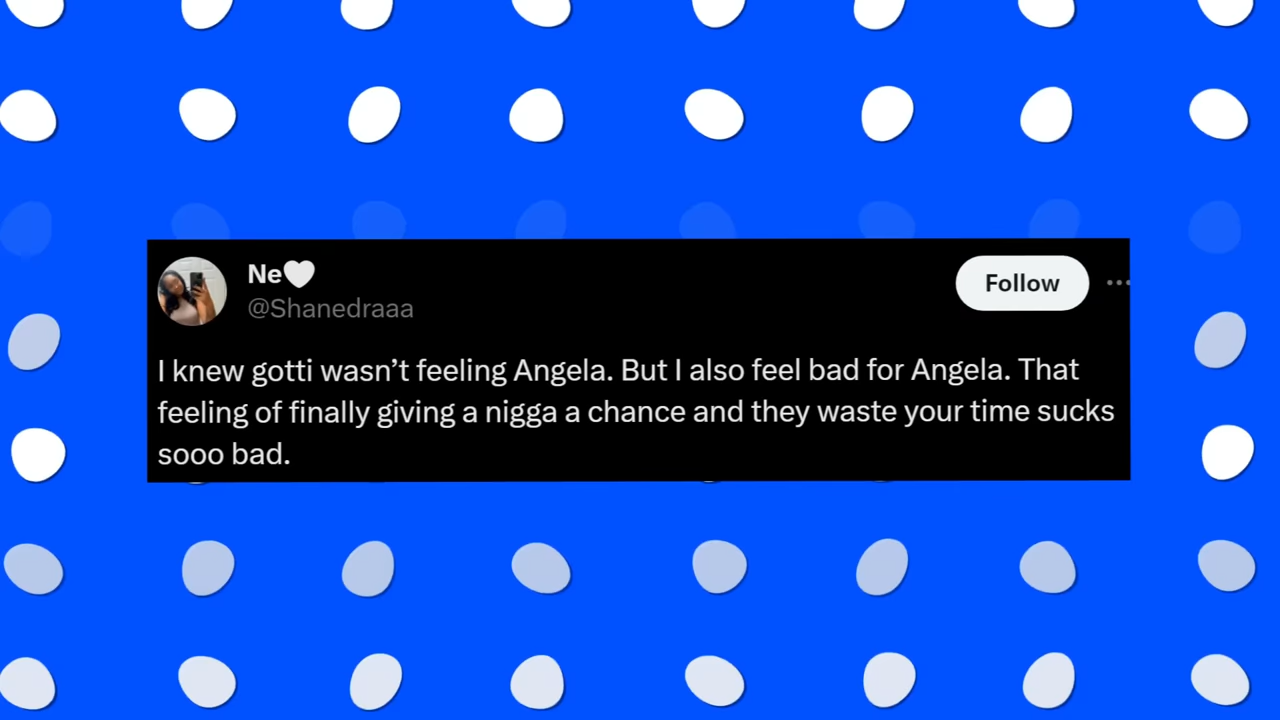 Ne🤍
@Shanedraaa
Follow
I knew gotti wasn’t feeling Angela. But I also feel bad for Angela. That
feeling of finally giving a nigga a chance and they waste your time sucks
sooo bad.